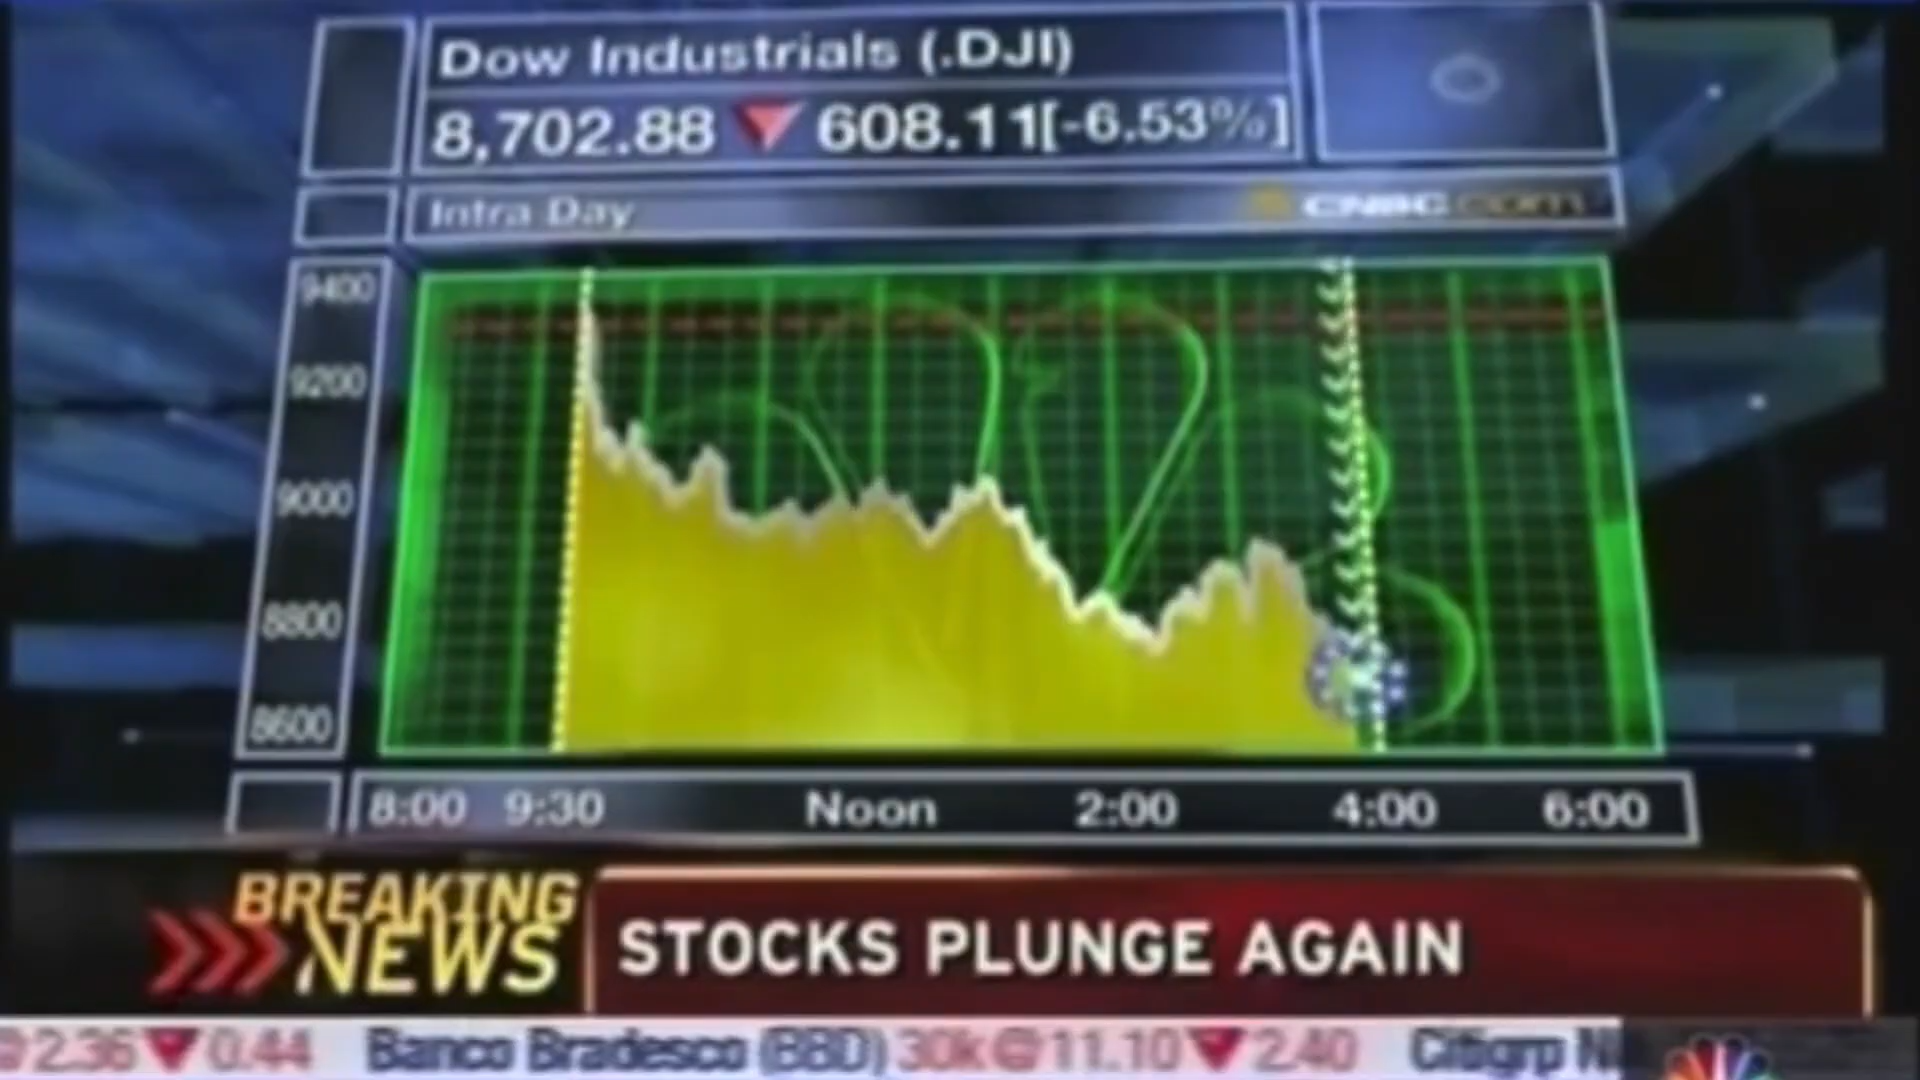 Dow Industrials (.DJI)
8,702.88 ▼ 608.11[-6.53%]
Intra Day
CNBC.com
9400
9200
9000
8800
8600
8:00 9:30 Noon 2:00 4:00 6:00
BREAKING
NEWS
STOCKS PLUNGE AGAIN
2.36▼0.44 Banco Bradesco (BBD) 30k@11.10▼2.40 Citigrp